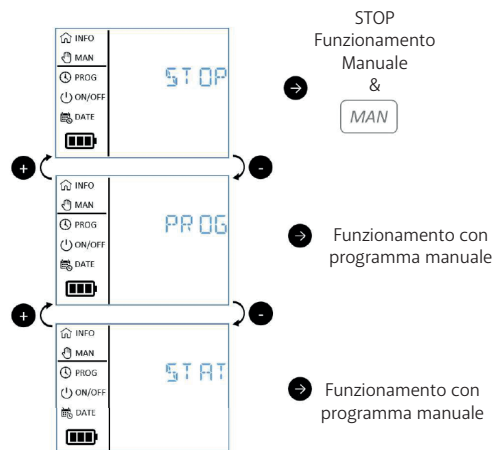 INFO
MAN
PROG
ON/OFF
DATE
STOP
STOP
Funzionamento
Manuale
&
MAN
+
-
INFO
MAN
PROG
ON/OFF
DATE
PROG
Funzionamento con
programma manuale
+
-
INFO
MAN
PROG
ON/OFF
DATE
STAT
Funzionamento con
programma manuale